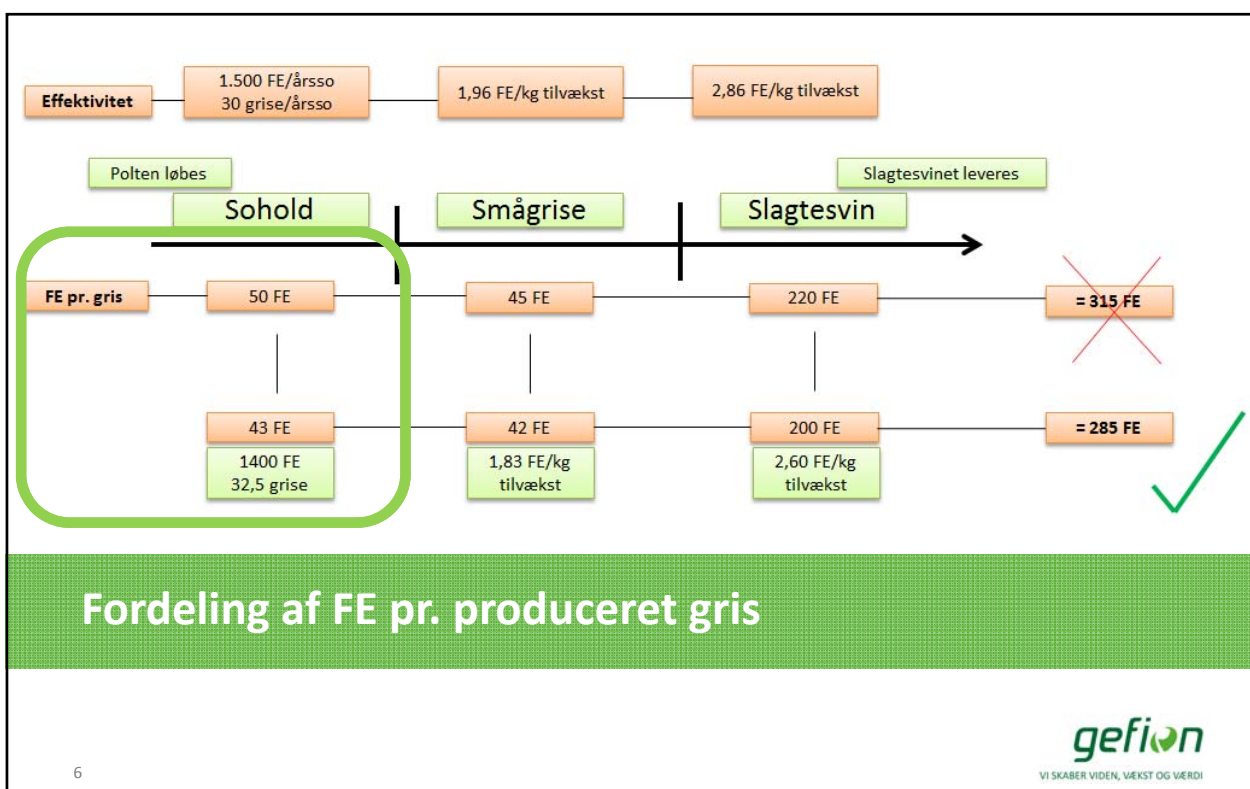 Effektivitet
1.500 FE/årsso
30 grise/årsso
1,96 FE/kg tilvækst
2,86 FE/kg tilvækst
Polten løbes
Slagtesvinet leveres
Sohold
Smågrise
Slagtesvin
FE pr. gris
50 FE
45 FE
220 FE
= 315 FE
43 FE
42 FE
200 FE
= 285 FE
1400 FE
32,5 grise
1,83 FE/kg
tilvækst
2,60 FE/kg
tilvækst
Fordeling af FE pr. produceret gris
6
gefion
VI SKABER VIDEN, VÆKST OG VÆRDI